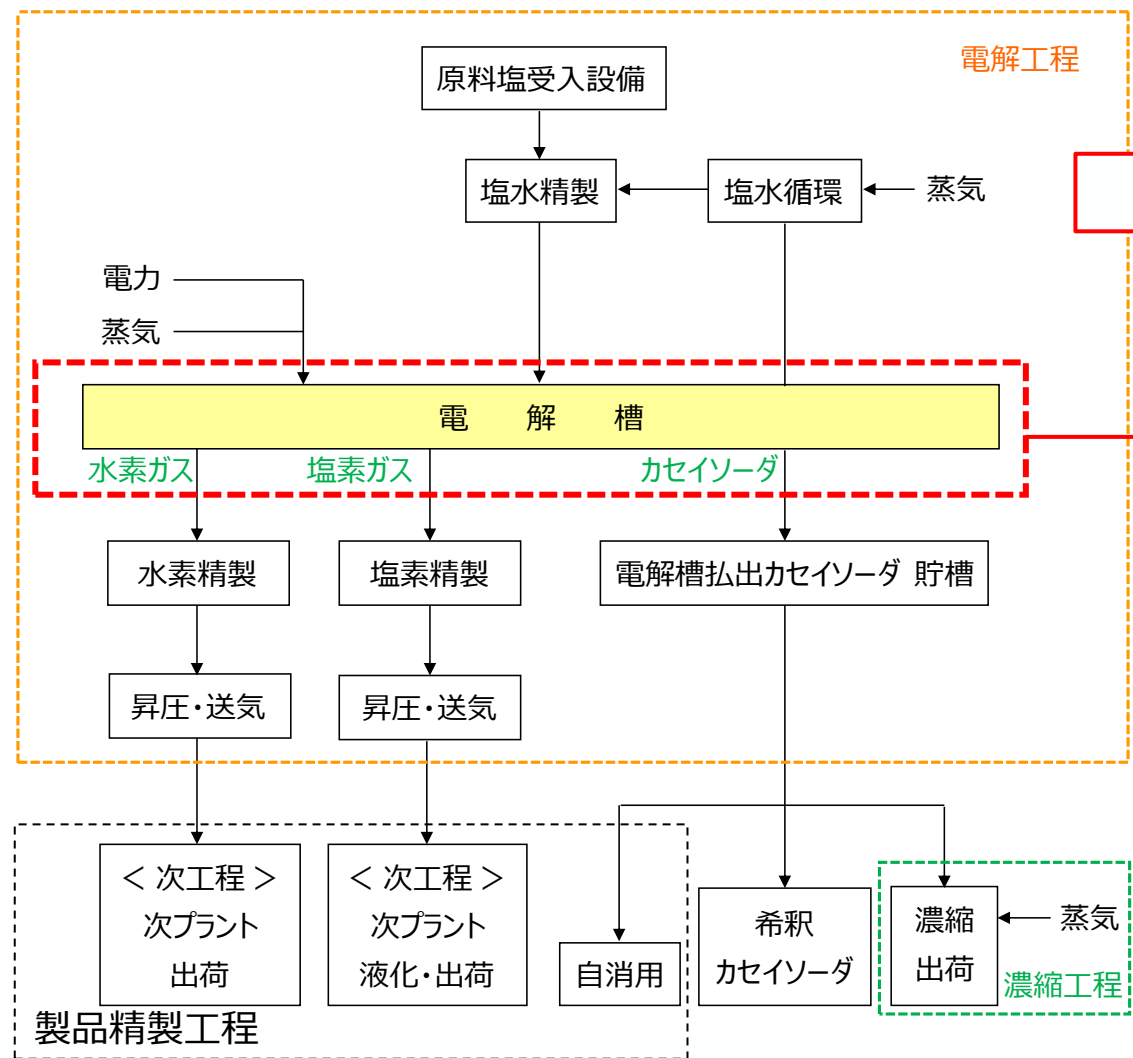 電解工程
原料塩受入設備
塩水精製
塩水循環
蒸気
電力
蒸気
電解槽
水素ガス
塩素ガス
カセイソーダ
水素精製
塩素精製
電解槽払出カセイソーダ 貯槽
昇圧・送気
昇圧・送気
＜ 次工程 ＞
次プラント
出荷
＜ 次工程 ＞
次プラント
液化・出荷
自消用
希釈
カセイソーダ
濃縮
出荷
蒸気
濃縮工程
製品精製工程